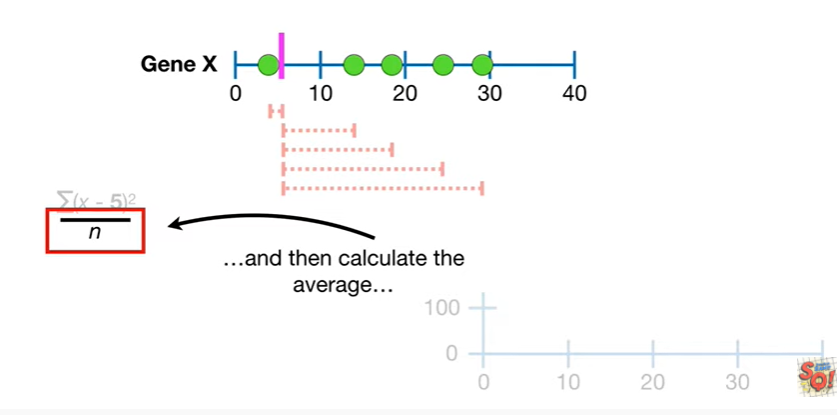 Gene X
0 10 20 30 40
∑(x - 5)²
n
...and then calculate the
average...
100
0
0 10 20 30
SQ!